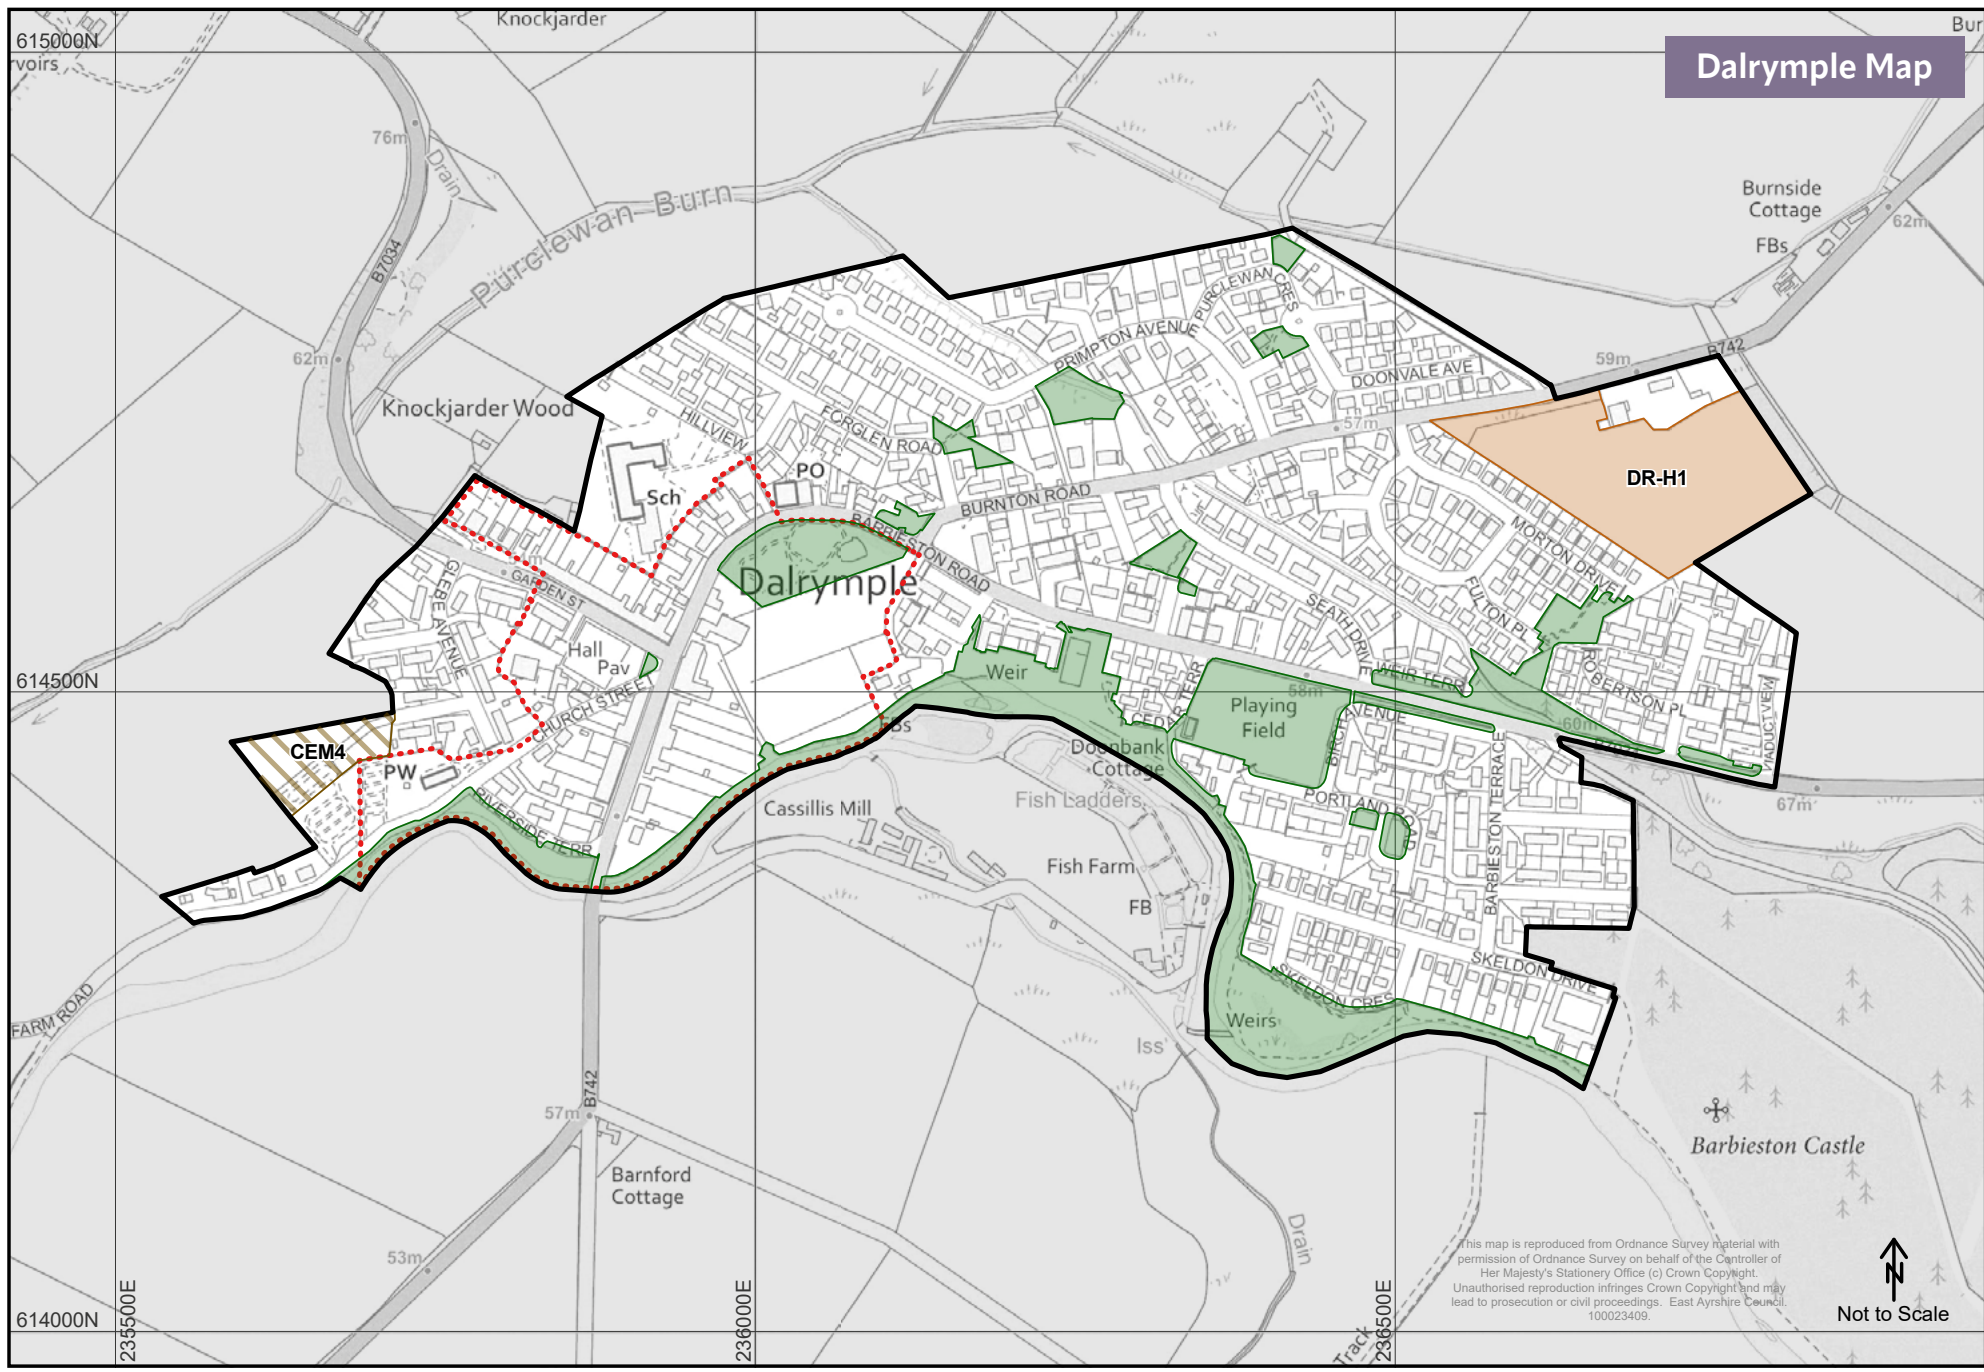 Knockjarder
Bur
615000N
rvoirs
Dalrymple Map
76m
Drain
Purclewan Burn
Burnside
Cottage
62m
FBs
B7034
PURCLEWAN CRES
PRIMPTON AVENUE
62m
59m
B742
DOONVALE AVE
Knockjarder Wood
HILLVIEW
FORGLEN ROAD
57m
PO
Sch
DR-H1
BURNTON ROAD
BARBIESTON ROAD
MORTON DRIVE
Dalrymple
GARDEN ST
GLEBE AVENUE
FULTON PL
SEATH DRIVE
Hall
Pav
Weir
WEIR TERR
ROBERTSON PL
614500N
58m
CHURCH STREET
CEDAR TERR
Playing
Field
BIRCH AVENUE
60m
VIADUCT VIEW
FBs
CEM4
Doonbank
Cottage
PW
BARBIESTON TERRACE
67m
RIVERSIDE TERR
Cassillis Mill
Fish Ladders
PORTLAND ROAD
Fish Farm
FB
SKELDON DRIVE
SKELDON CRES
FARM ROAD
Weirs
Iss
B742
57m
Barbieston Castle
Barnford
Cottage
Drain
53m
This map is reproduced from Ordnance Survey material with
permission of Ordnance Survey on behalf of the Controller of
Her Majesty's Stationery Office (c) Crown Copyright.
Unauthorised reproduction infringes Crown Copyright and may
lead to prosecution or civil proceedings. East Ayrshire Council.
100023409.
N
Not to Scale
614000N
235500E
236000E
236500E
Track